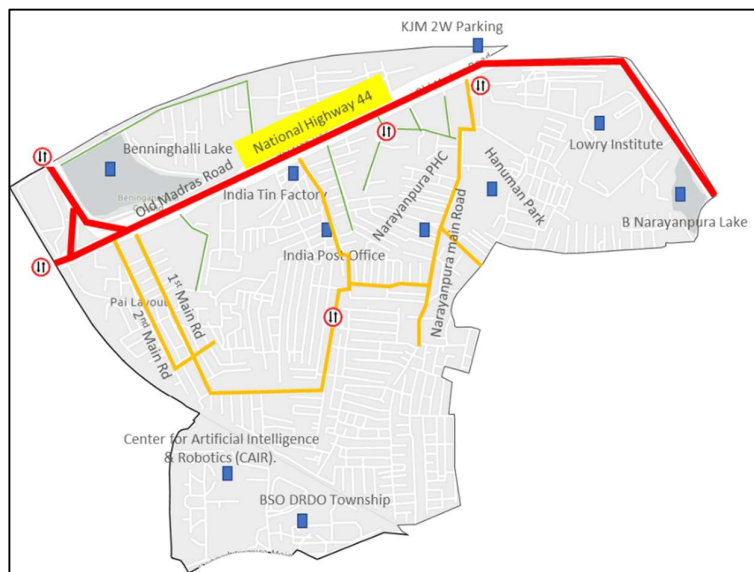 KJM 2W Parking
National Highway 44
Benninghalli Lake
Old Madras Road
Lowry Institute
India Tin Factory
Narayanpura PHC
Hanuman Park
B Narayanpura Lake
India Post Office
Narayanpura main Road
Pai Layout
1st Main Rd
2nd Main Rd
Center for Artificial Intelligence
& Robotics (CAIR).
BSO DRDO Township